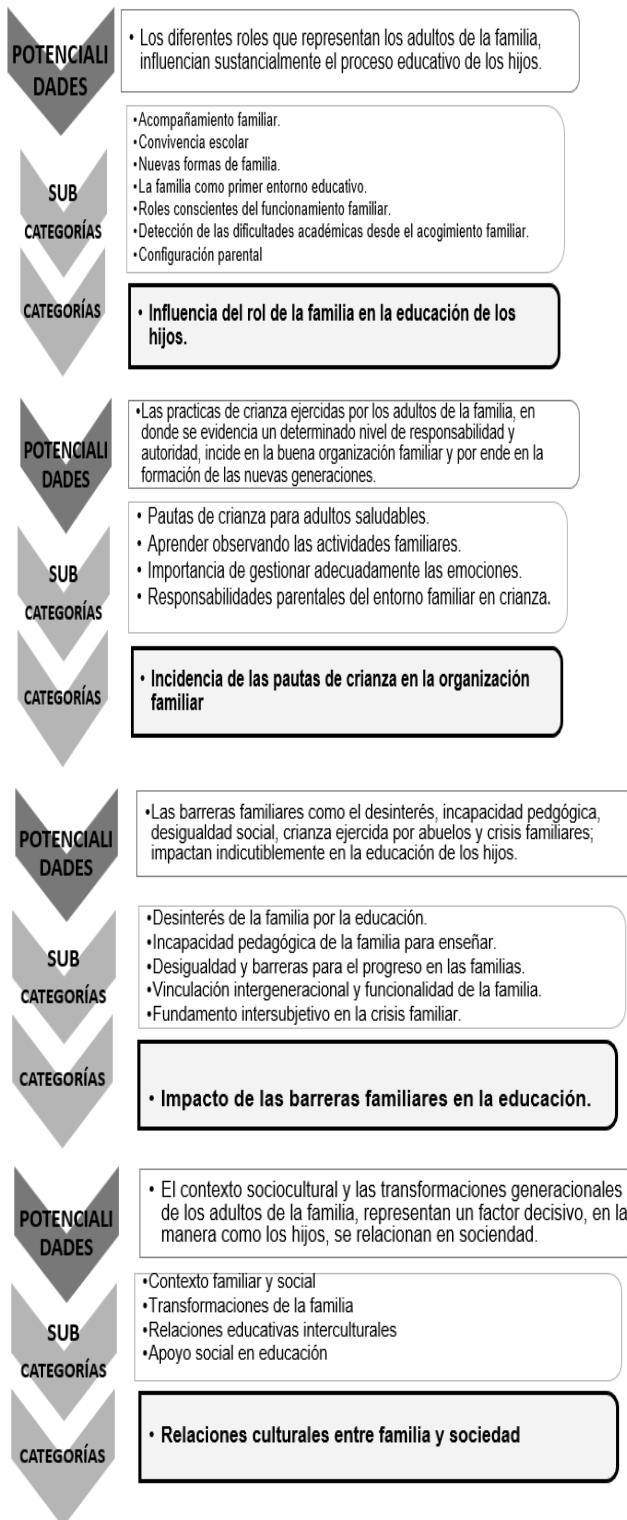 POTENCIALI
DADES
• Los diferentes roles que representan los adultos de la familia,
influencian sustancialmente el proceso educativo de los hijos.
SUB
CATEGORÍAS
•Acompañamiento familiar.
•Convivencia escolar
•Nuevas formas de familia.
•La familia como primer entorno educativo.
•Roles conscientes del funcionamiento familiar.
•Detección de las dificultades académicas desde el acogimiento familiar.
•Configuración parental
CATEGORÍAS
• Influencia del rol de la familia en la educación de los
hijos.
POTENCIALI
DADES
•Las practicas de crianza ejercidas por los adultos de la familia, en
donde se evidencia un determinado nivel de responsabilidad y
autoridad, incide en la buena organización familiar y por ende en la
formación de las nuevas generaciones.
SUB
CATEGORÍAS
• Pautas de crianza para adultos saludables.
• Aprender observando las actividades familiares.
• Importancia de gestionar adecuadamente las emociones.
• Responsabilidades parentales del entorno familiar en crianza.
CATEGORÍAS
• Incidencia de las pautas de crianza en la organización
familiar
POTENCIALI
DADES
•Las barreras familiares como el desinterés, incapacidad pedgógica,
desigualdad social, crianza ejercida por abuelos y crisis familiares;
impactan indicutiblemente en la educación de los hijos.
SUB
CATEGORÍAS
•Desinterés de la familia por la educación.
•Incapacidad pedagógica de la familia para enseñar.
•Desigualdad y barreras para el progreso en las familias.
•Vinculación intergeneracional y funcionalidad de la familia.
•Fundamento intersubjetivo en la crisis familiar.
CATEGORÍAS
• Impacto de las barreras familiares en la educación.
POTENCIALI
DADES
• El contexto sociocultural y las transformaciones generacionales
de los adultos de la familia, representan un factor decisivo, en la
manera como los hijos, se relacionan en sociendad.
SUB
CATEGORÍAS
•Contexto familiar y social
•Transformaciones de la familia
•Relaciones educativas interculturales
•Apoyo social en educación
CATEGORÍAS
• Relaciones culturales entre familia y sociedad